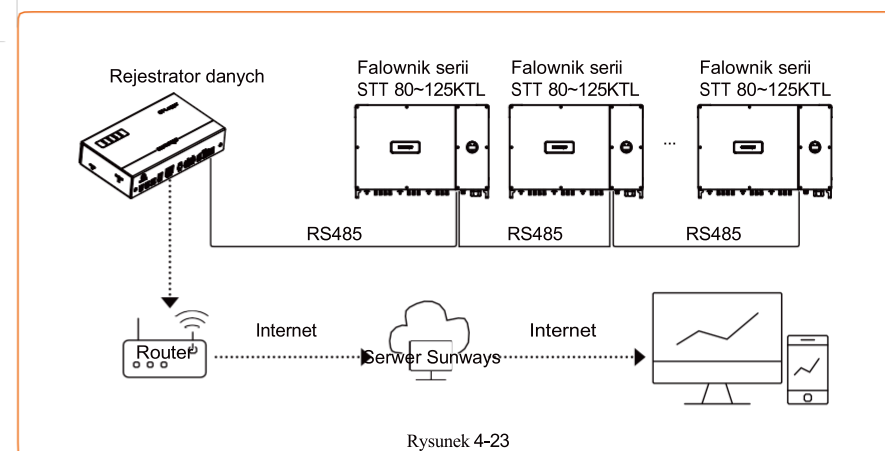 Rejestrator danych
Falownik serii
STT 80~125KTL
Falownik serii
STT 80~125KTL
Falownik serii
STT 80~125KTL
...
RS485
RS485
RS485
Router
Internet
Serwer Sunways
Internet
Rysunek 4-23